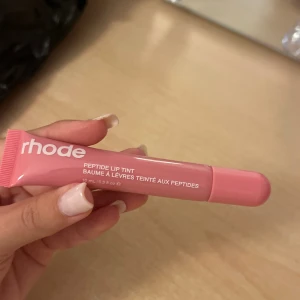 rhode
PEPTIDE LIP TINT
BAUME À LÈVRES TEINTÉ AUX PEPTIDES